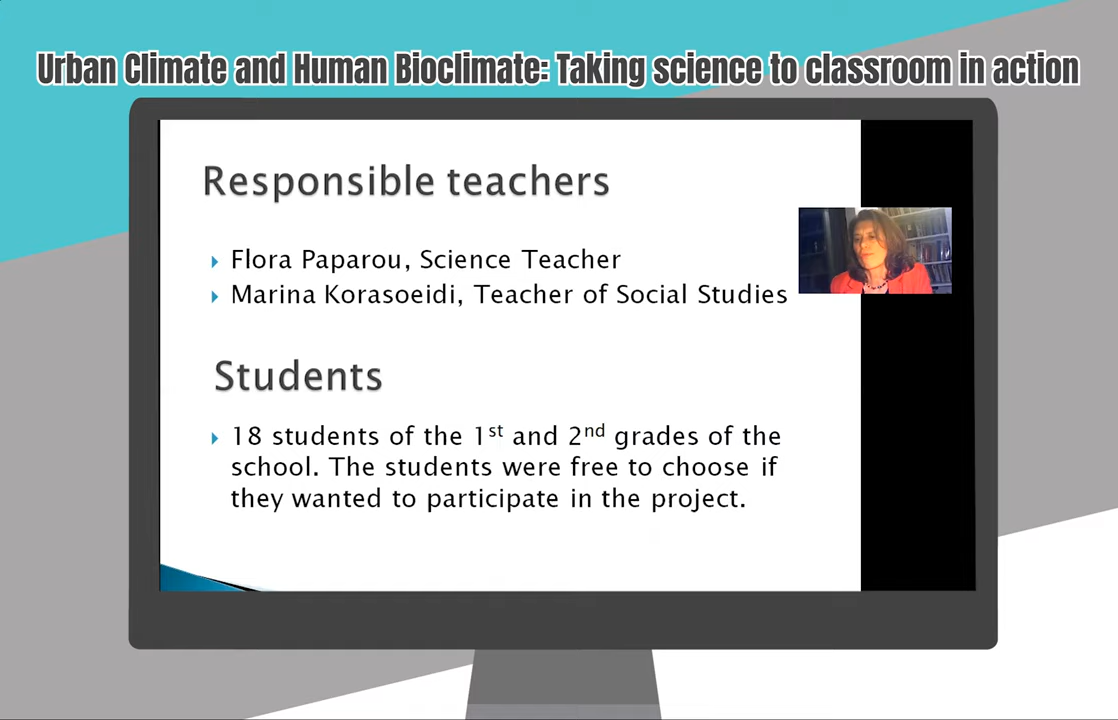 Urban Climate and Human Bioclimate: Taking science to classroom in action
Responsible teachers
Flora Paparou, Science Teacher
Marina Korasoeidi, Teacher of Social Studies
Students
18 students of the 1st and 2nd grades of the
school. The students were free to choose if
they wanted to participate in the project.